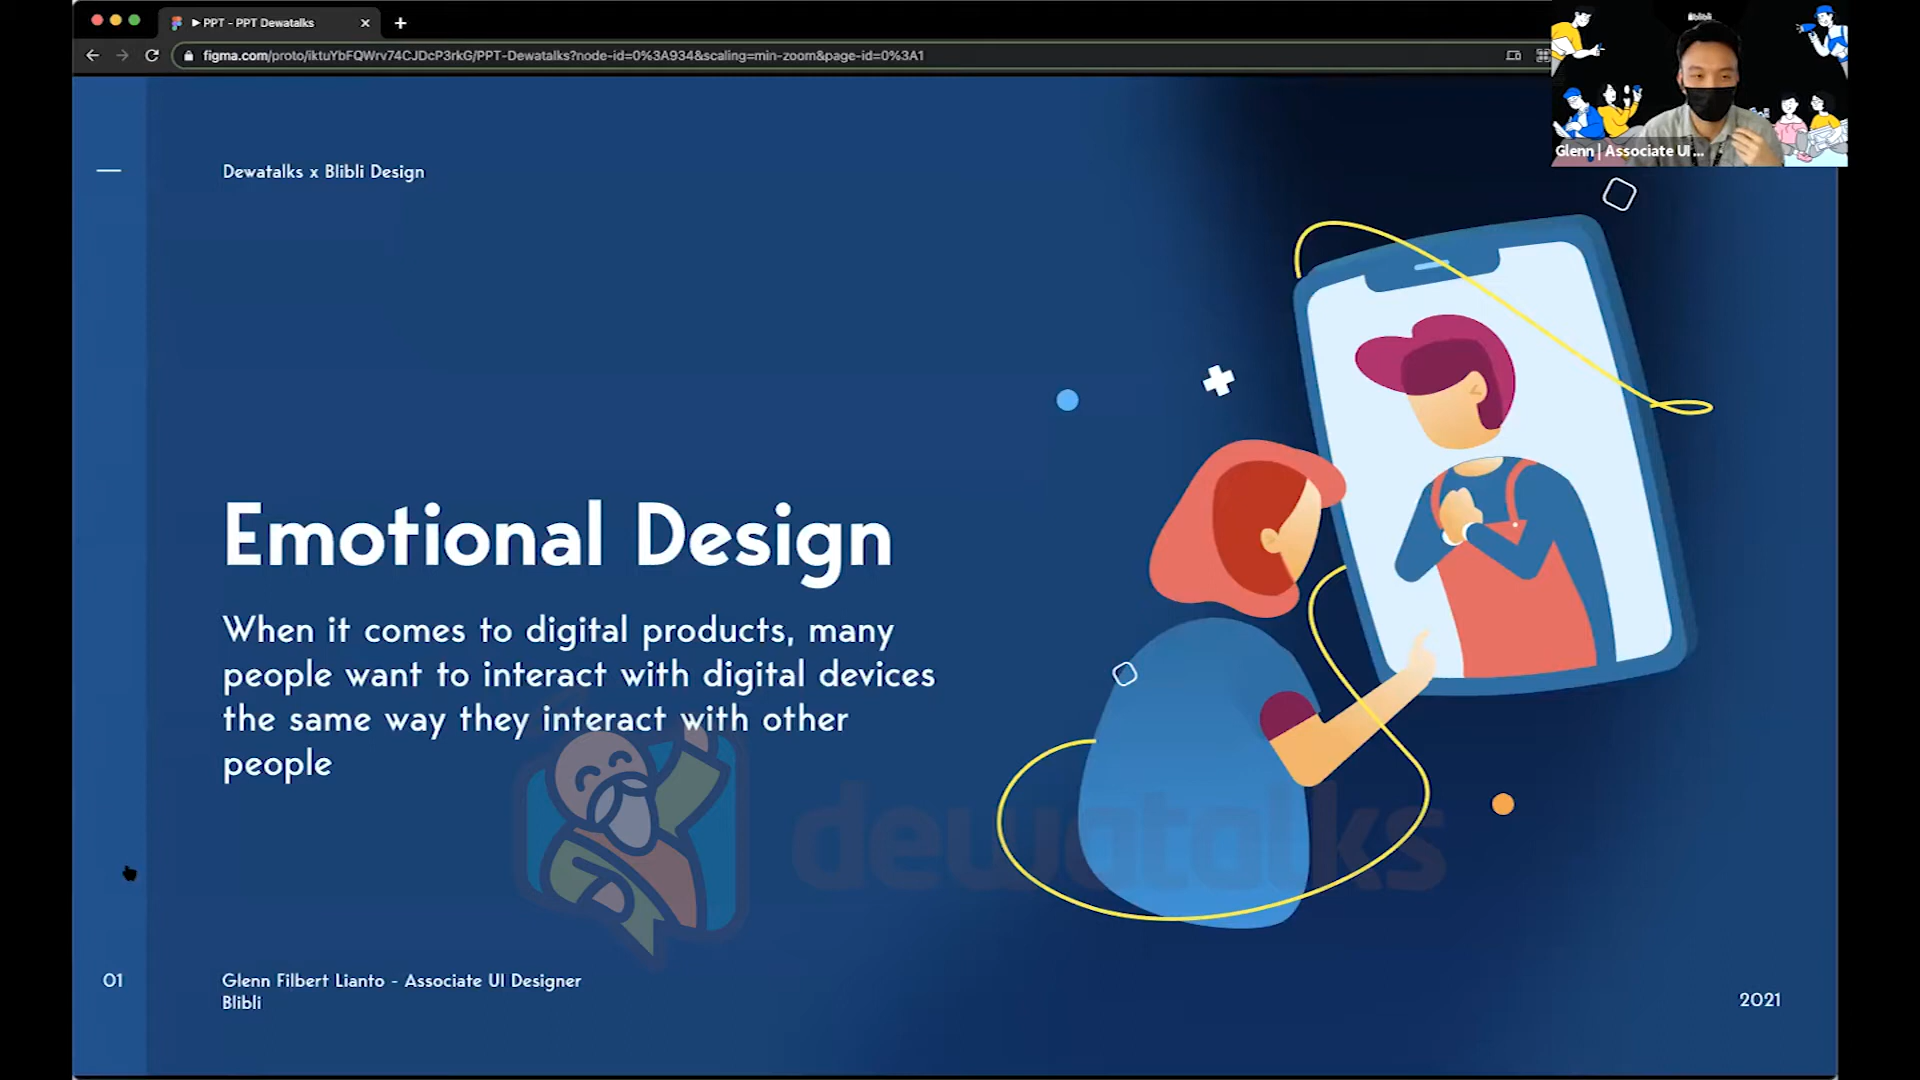 PPT - PPT Dewatalks
figma.com/proto/iktuYbFQWrv74CJDcP3rkG/PPT-Dewatalks?node-id=0%3A934&scaling=min-zoom&page-id=0%3A1
blibli
Glenn | Associate UI ...
Dewatalks x Blibli Design
Emotional Design
When it comes to digital products, many
people want to interact with digital devices
the same way they interact with other
people
dewatalks
01
Glenn Filbert Lianto - Associate UI Designer
Blibli
2021